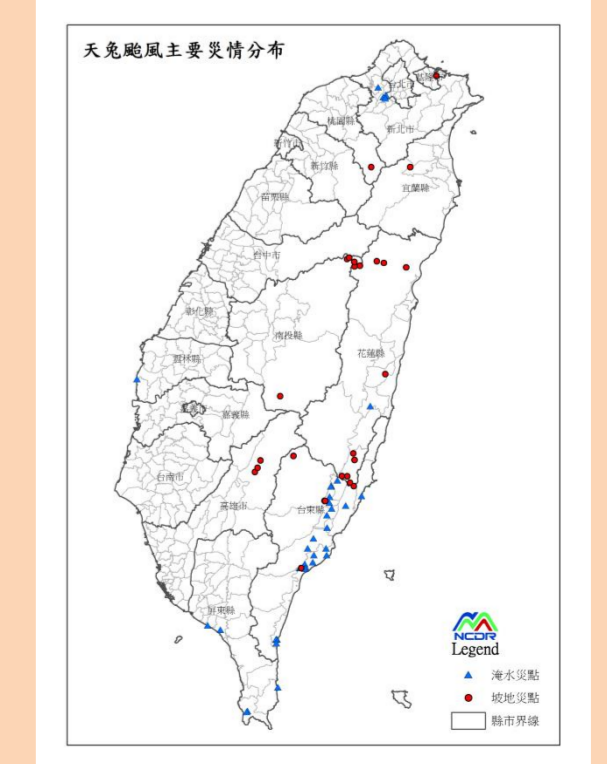 天兔颱風主要災情分布
基隆市
台北市
桃園縣
新北市
新竹市
新竹縣
宜蘭縣
苗栗縣
台中市
彰化縣
南投縣
花蓮縣
雲林縣
嘉義縣
台南市
高雄市
台東縣
屏東縣
NCDR
Legend
淹水災點
坡地災點
縣市界線